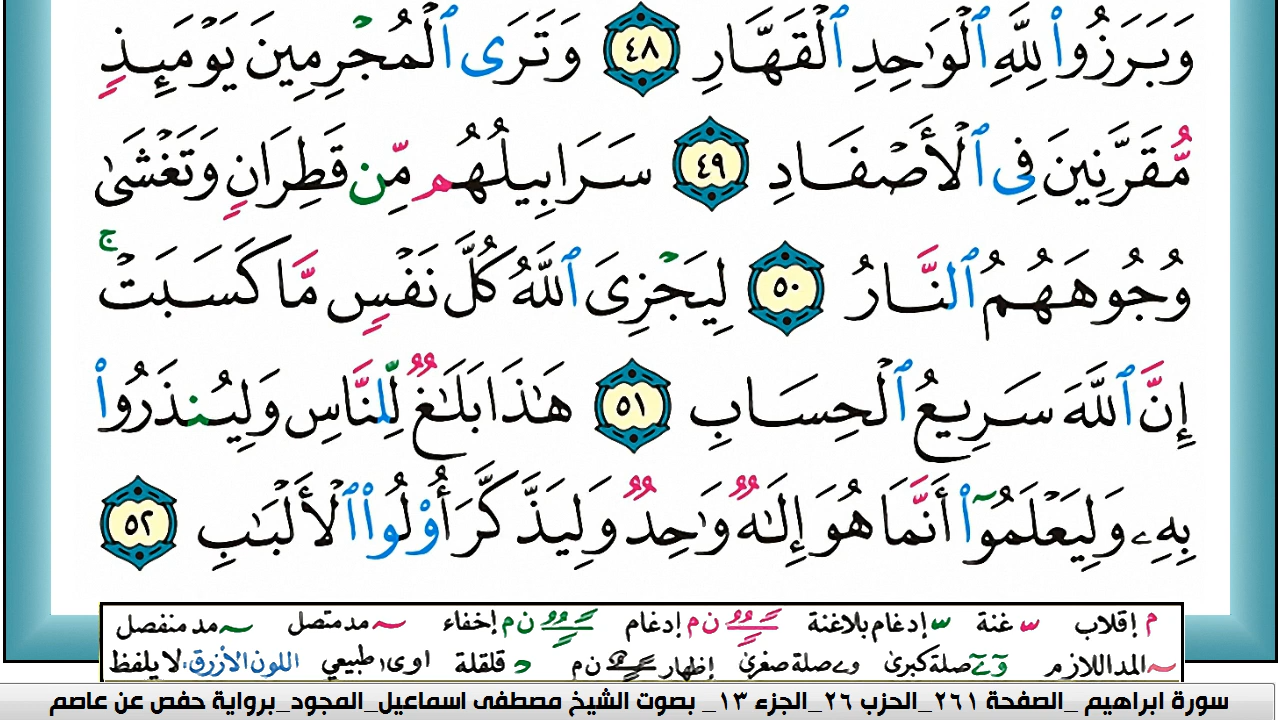 وَبَرَزُوا۟ لِلَّهِ ٱلْوَٰحِدِ ٱلْقَهَّارِ ٤٨ وَتَرَى ٱلْمُجْرِمِينَ يَوْمَئِذٍ
مُّقَرَّنِينَ فِى ٱلْأَصْفَادِ ٤٩ سَرَابِيلُهُم مِّن قَطِرَانٍ وَتَغْشَىٰ
وُجُوهَهُمُ ٱلنَّارُ ٥٠ لِيَجْزِىَ ٱللَّهُ كُلَّ نَفْسٍ مَّا كَسَبَتْ ۚ
إِنَّ ٱللَّهَ سَرِيعُ ٱلْحِسَابِ ٥١ هَٰذَا بَلَٰغٌ لِّلنَّاسِ وَلِيُنذَرُوا۟
بِهِۦ وَلِيَعْلَمُوٓا۟ أَنَّمَا هُوَ إِلَٰهٌ وَٰحِدٌ وَلِيَذَّكَّرَ أُو۟لُوا۟ ٱلْأَلْبَٰبِ ٥٢
م إقلاب س غنة س إدغام بلاغنة ن م إدغام ن م إخفاء مد متصل مد منفصل
المد اللازم صلة كبرى وے صلة صغرى إظهار ن م د قلقلة اوى طبيعي اللون الأزرق: لا يلفظ
سورة ابراهيم _الصفحة ٢٦١_الحزب ٢٦_الجزء ١٣_ بصوت الشيخ مصطفى اسماعيل_المجود_برواية حفص عن عاصم